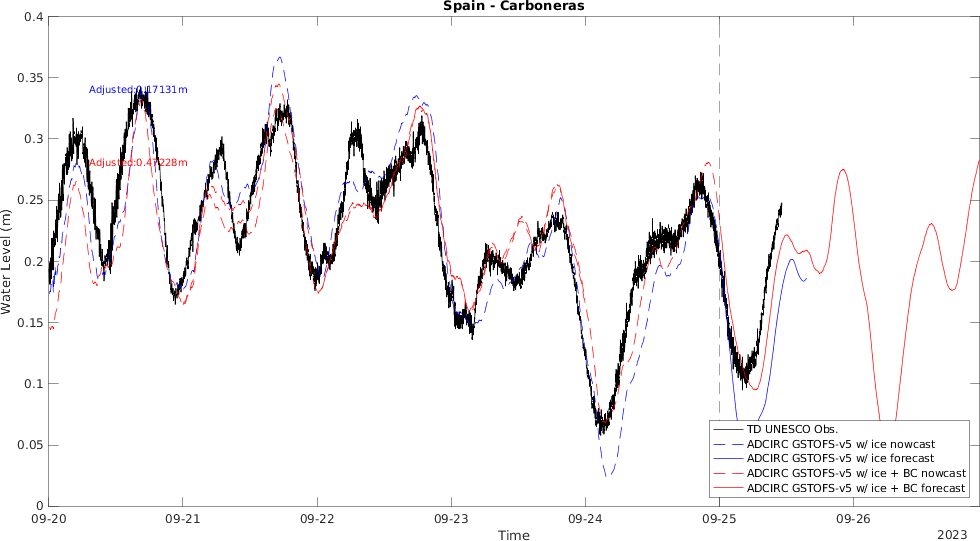 Spain - Carboneras
0.4
0.35
0.3
0.25
0.2
0.15
0.1
0.05
0
Water Level (m)
Adjusted:0.17131m
Adjusted:0.47228m
TD UNESCO Obs.
ADCIRC GSTOFS-v5 w/ ice nowcast
ADCIRC GSTOFS-v5 w/ ice forecast
ADCIRC GSTOFS-v5 w/ ice + BC nowcast
ADCIRC GSTOFS-v5 w/ ice + BC forecast
09-20 09-21 09-22 09-23 09-24 09-25 09-26
Time
2023